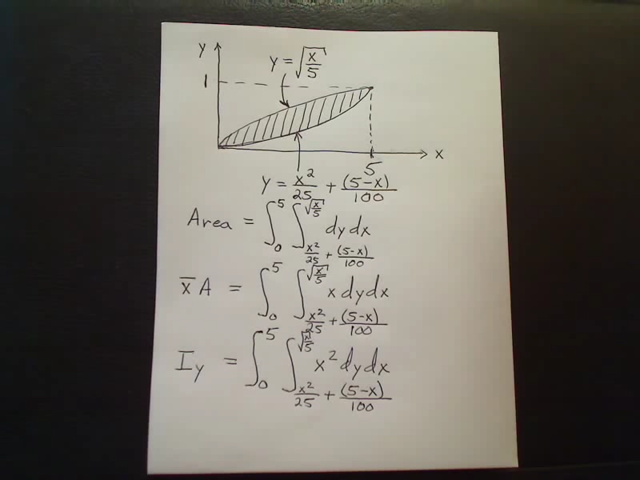 y
y = √(x/5)
1
x
5
y = x²/25 + (5-x)/100
Area = ∫₀⁵ ∫_{x²/25 + (5-x)/100}^{√(x/5)} dy dx
x̄ A = ∫₀⁵ ∫_{x²/25 + (5-x)/100}^{√(x/5)} x dy dx
I_y = ∫₀⁵ ∫_{x²/25 + (5-x)/100}^{√(x/5)} x² dy dx